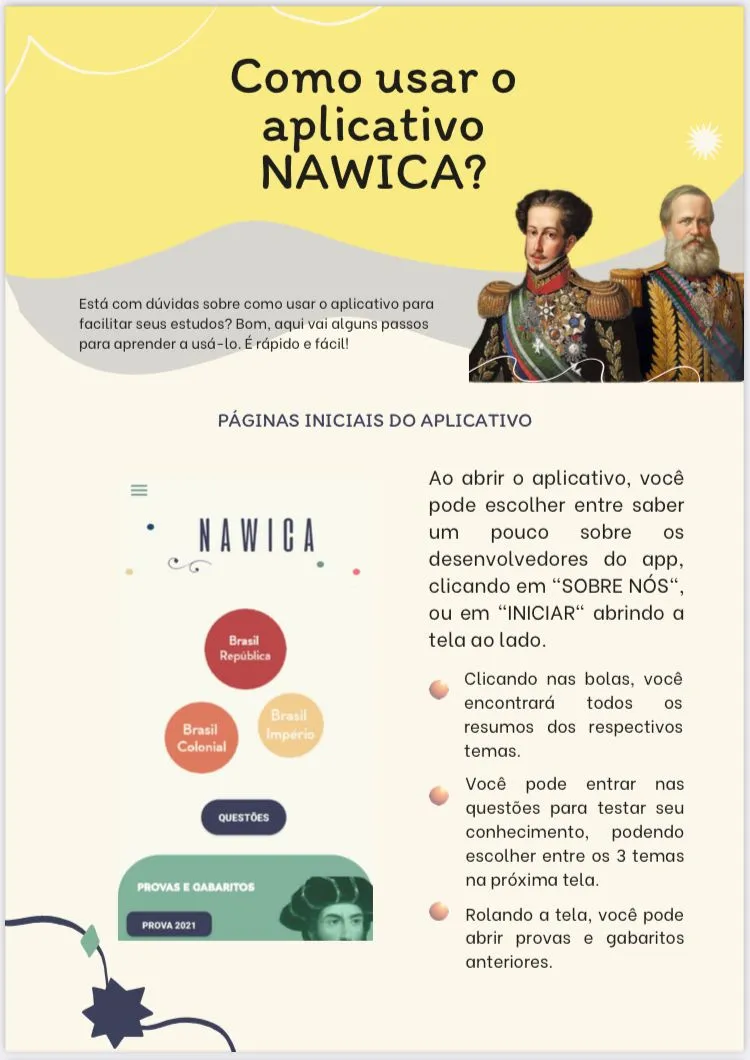 Como usar o
aplicativo
NAWICA?
Está com dúvidas sobre como usar o aplicativo para
facilitar seus estudos? Bom, aqui vai alguns passos
para aprender a usá-lo. É rápido e fácil!
PÁGINAS INICIAIS DO APLICATIVO
NAWICA
Brasil
República
Brasil
Colonial
Brasil
Império
QUESTÕES
PROVAS E GABARITOS
PROVA 2021
Ao abrir o aplicativo, você
pode escolher entre saber
um pouco sobre os
desenvolvedores do app,
clicando em “SOBRE NÓS“,
ou em “INICIAR“ abrindo a
tela ao lado.
Clicando nas bolas, você
encontrará todos os
resumos dos respectivos
temas.
Você pode entrar nas
questões para testar seu
conhecimento, podendo
escolher entre os 3 temas
na próxima tela.
Rolando a tela, você pode
abrir provas e gabaritos
anteriores.